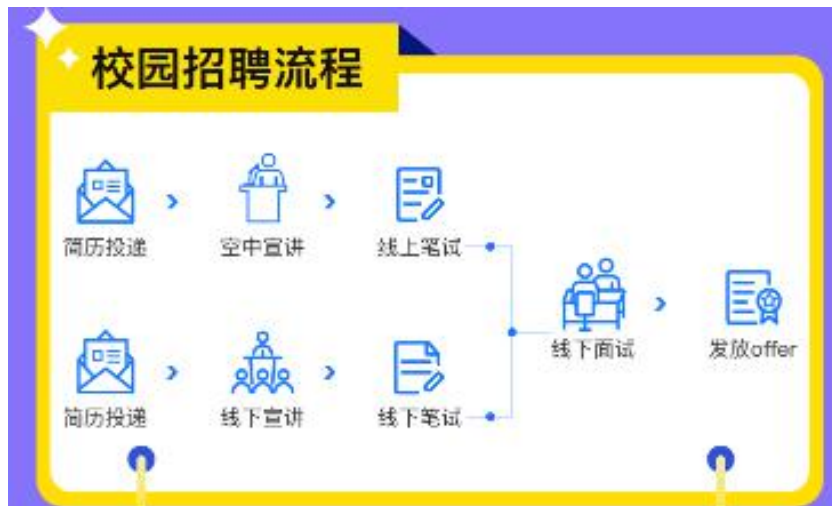 校园招聘流程
简历投递
空中宣讲
线上笔试
线下面试
发放offer
简历投递
线下宣讲
线下笔试